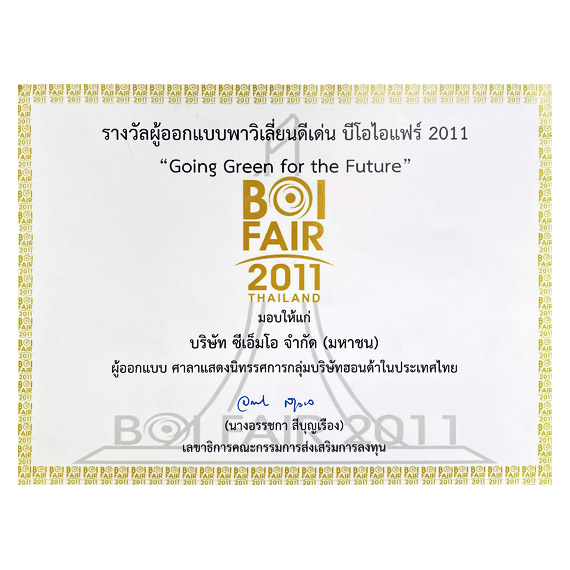 รางวัลผู้ออกแบบพาวิเลี่ยนดีเด่น บีโอไอแฟร์ 2011
“Going Green for the Future”
BOI
FAIR
2011
THAILAND
มอบให้แก่
บริษัท ซีเอ็มโอ จำกัด (มหาชน)
ผู้ออกแบบ ศาลาแสดงนิทรรศการกลุ่มบริษัทฮอนด้าในประเทศไทย
(นางอรรชกา สีบุญเรือง)
BOI FAIR 2011
เลขาธิการคณะกรรมการส่งเสริมการลงทุน